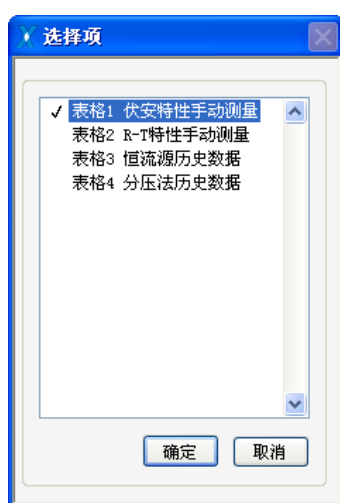 选择项
✓ 表格1 伏安特性手动测量
表格2 R-T特性手动测量
表格3 恒流源历史数据
表格4 分压法历史数据
确定 取消